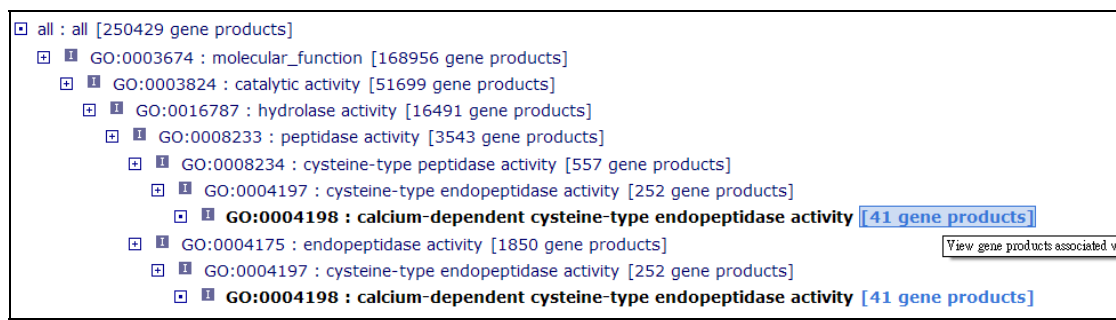 all : all [250429 gene products]
I GO:0003674 : molecular_function [168956 gene products]
I GO:0003824 : catalytic activity [51699 gene products]
I GO:0016787 : hydrolase activity [16491 gene products]
I GO:0008233 : peptidase activity [3543 gene products]
I GO:0008234 : cysteine-type peptidase activity [557 gene products]
I GO:0004197 : cysteine-type endopeptidase activity [252 gene products]
I GO:0004198 : calcium-dependent cysteine-type endopeptidase activity [41 gene products]
I GO:0004175 : endopeptidase activity [1850 gene products]
View gene products associated
I GO:0004197 : cysteine-type endopeptidase activity [252 gene products]
I GO:0004198 : calcium-dependent cysteine-type endopeptidase activity [41 gene products]